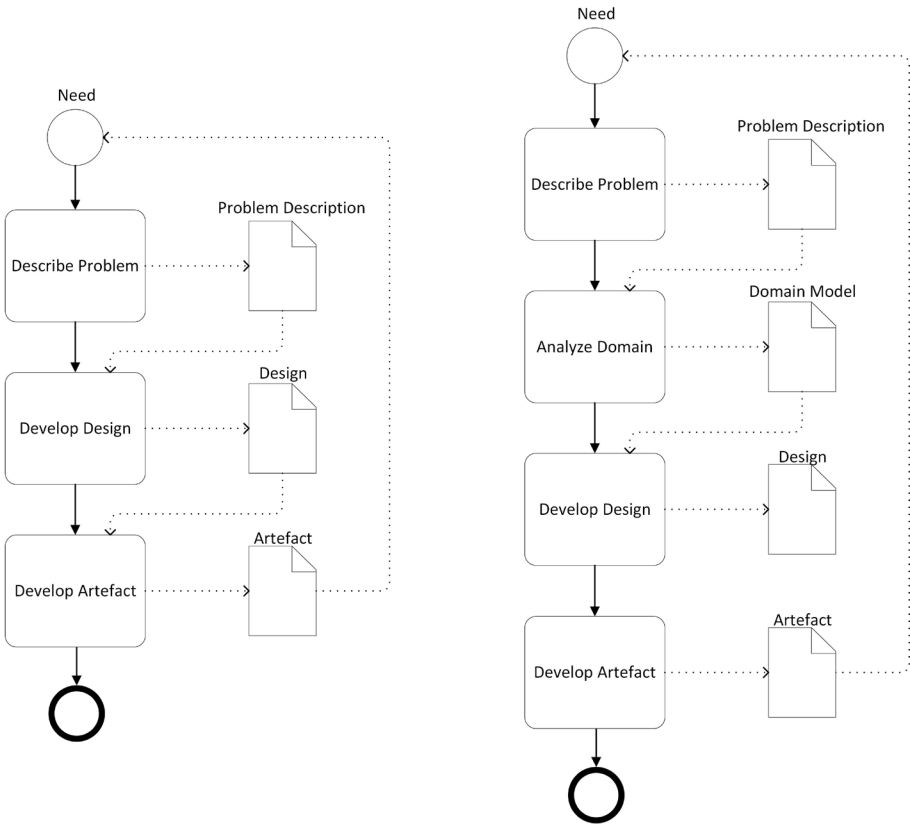 Need
Describe Problem
Problem Description
Develop Design
Design
Develop Artefact
Artefact
Need
Describe Problem
Problem Description
Analyze Domain
Domain Model
Develop Design
Design
Develop Artefact
Artefact